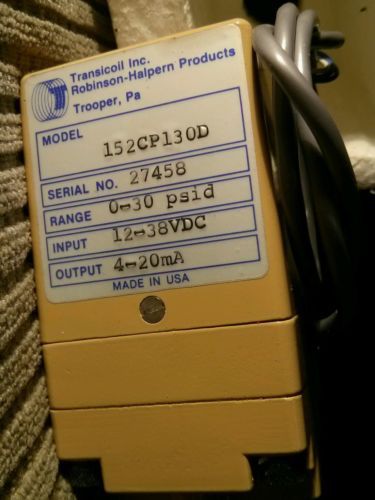 Transicoil Inc.
Robinson-Halpern Products
Trooper, Pa
MODEL
152CP130D
SERIAL NO. 27458
RANGE 0-30 psid
INPUT 12-38VDC
OUTPUT 4-20mA
MADE IN USA